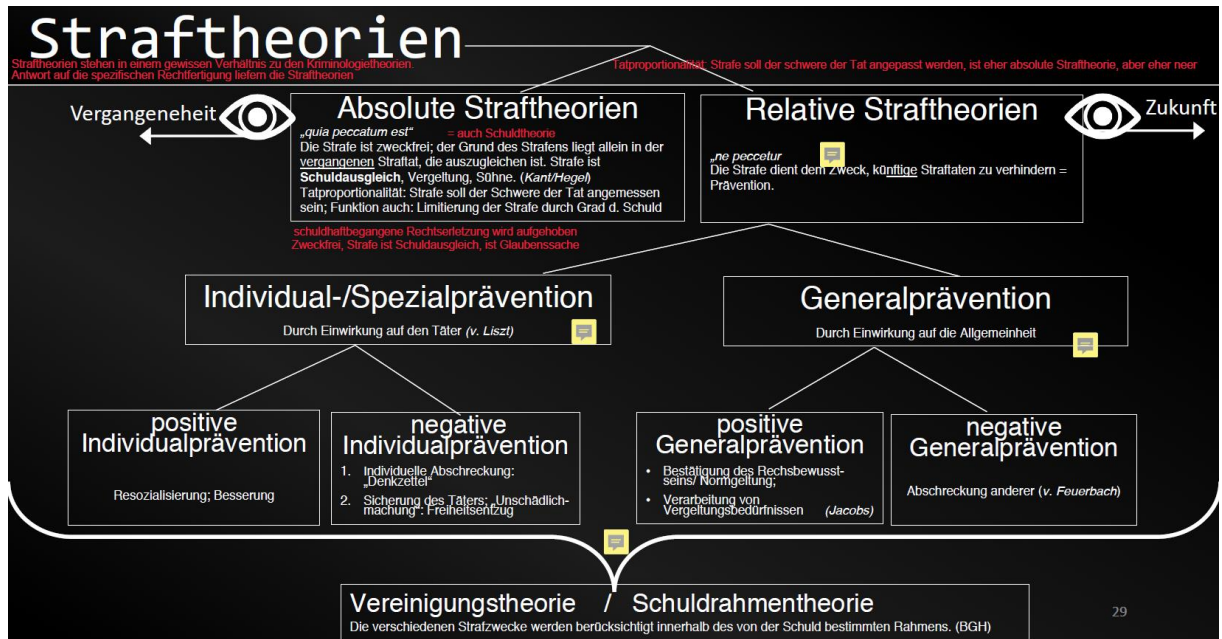 Straftheorien
Straftheorien stehen in einem gewissen Verhältnis zu den Kriminologietheorien.
Antwort auf die spezifischen Rechtfertigung liefern die Straftheorien
Tatproportionalität: Strafe soll der schwere der Tat angepasst werden, ist eher absolute Straftheorie, aber eher neer
Vergangeneheit
Absolute Straftheorien
„quia peccatum est“ = auch Schuldtheorie
Die Strafe ist zweckfrei; der Grund des Strafens liegt allein in der
vergangenen Straftat, die auszugleichen ist. Strafe ist
Schuldausgleich, Vergeltung, Sühne. (Kant/Hegel)
Tatproportionalität: Strafe soll der Schwere der Tat angemessen
sein; Funktion auch: Limitierung der Strafe durch Grad d. Schuld
schuldhaftbegangene Rechtserletzung wird aufgehoben
Zweckfrei, Strafe ist Schuldausgleich, ist Glaubenssache
Relative Straftheorien
„ne peccetur
Die Strafe dient dem Zweck, künftige Straftaten zu verhindern =
Prävention.
Zukunft
Individual-/Spezialprävention
Durch Einwirkung auf den Täter (v. Liszt)
Generalprävention
Durch Einwirkung auf die Allgemeinheit
positive
Individualprävention
Resozialisierung; Besserung
negative
Individualprävention
1. Individuelle Abschreckung:
„Denkzettel“
2. Sicherung des Täters; „Unschädlich-
machung“: Freiheitsentzug
positive
Generalprävention
• Bestätigung des Rechsbewusst-
seins/ Normgeltung;
• Verarbeitung von
Vergeltungsbedürfnissen (Jacobs)
negative
Generalprävention
Abschreckung anderer (v. Feuerbach)
Vereinigungstheorie / Schuldrahmentheorie
Die verschiedenen Strafzwecke werden berücksichtigt innerhalb des von der Schuld bestimmten Rahmens. (BGH)
29